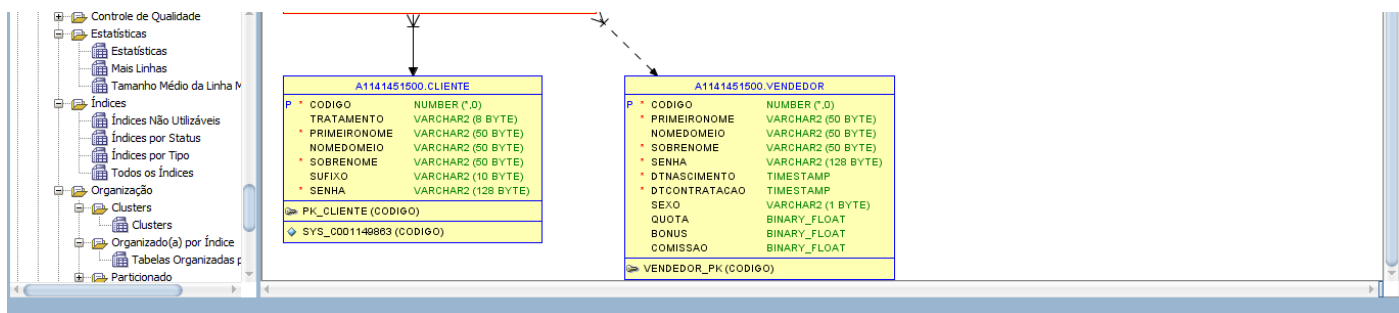 Controle de Qualidade
Estatísticas
Estatísticas
Mais Linhas
Tamanho Médio da Linha M
Índices
Índices Não Utilizáveis
Índices por Status
Índices por Tipo
Todos os Índices
Organização
Clusters
Clusters
Organizado(a) por Índice
Tabelas Organizadas p
Particionado
A1141451500.CLIENTE
P * CODIGO NUMBER (*,0)
TRATAMENTO VARCHAR2 (8 BYTE)
* PRIMEIRONOME VARCHAR2 (50 BYTE)
NOMEDOMEIO VARCHAR2 (50 BYTE)
* SOBRENOME VARCHAR2 (50 BYTE)
SUFIXO VARCHAR2 (10 BYTE)
* SENHA VARCHAR2 (128 BYTE)
PK_CLIENTE (CODIGO)
SYS_C001149863 (CODIGO)
A1141451500.VENDEDOR
P * CODIGO NUMBER (*,0)
* PRIMEIRONOME VARCHAR2 (50 BYTE)
NOMEDOMEIO VARCHAR2 (50 BYTE)
* SOBRENOME VARCHAR2 (50 BYTE)
* SENHA VARCHAR2 (128 BYTE)
* DTNASCIMENTO TIMESTAMP
* DTCONTRATACAO TIMESTAMP
SEXO VARCHAR2 (1 BYTE)
QUOTA BINARY_FLOAT
BONUS BINARY_FLOAT
COMISSAO BINARY_FLOAT
VENDEDOR_PK (CODIGO)